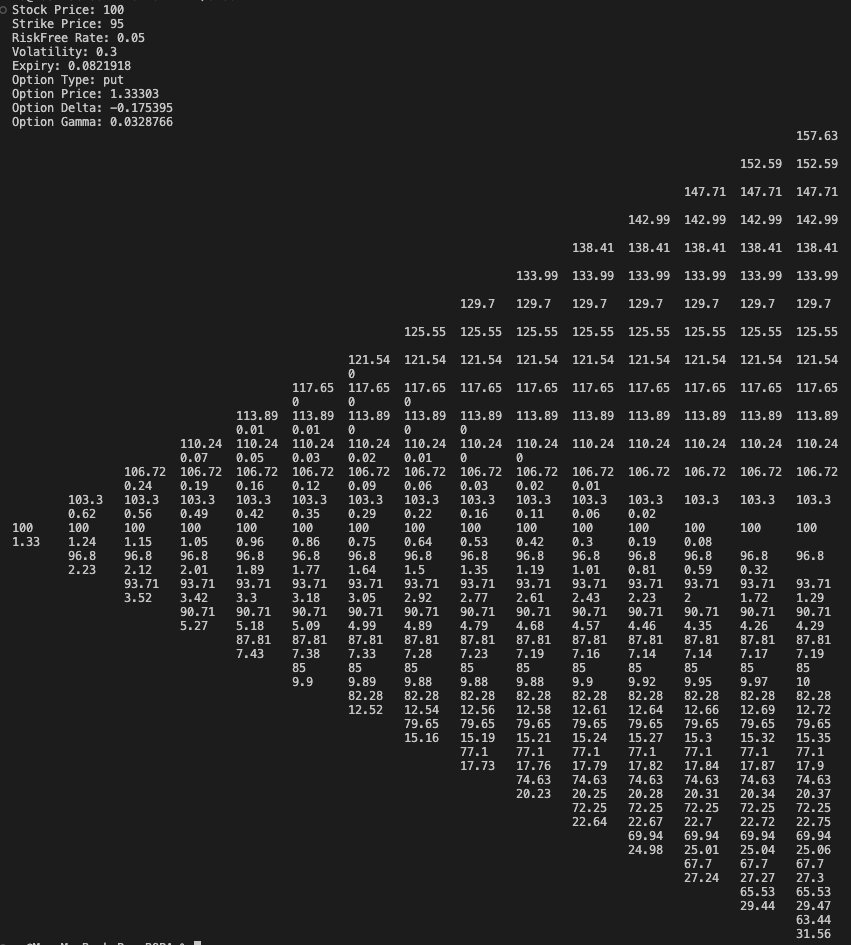 Stock Price: 100
Strike Price: 95
RiskFree Rate: 0.05
Volatility: 0.3
Expiry: 0.0821918
Option Type: put
Option Price: 1.33303
Option Delta: -0.175395
Option Gamma: 0.0328766
157.63
152.59 152.59
147.71 147.71 147.71
142.99 142.99 142.99 142.99
138.41 138.41 138.41 138.41 138.41
133.99 133.99 133.99 133.99 133.99 133.99
129.7 129.7 129.7 129.7 129.7 129.7 129.7
125.55 125.55 125.55 125.55 125.55 125.55 125.55 125.55
121.54 121.54 121.54 121.54 121.54 121.54 121.54 121.54 121.54
0
117.65 117.65 117.65 117.65 117.65 117.65 117.65 117.65 117.65 117.65
0 0 0
113.89 113.89 113.89 113.89 113.89 113.89 113.89 113.89 113.89 113.89 113.89
0.01 0.01 0 0 0
110.24 110.24 110.24 110.24 110.24 110.24 110.24 110.24 110.24 110.24 110.24 110.24
0.07 0.05 0.03 0.02 0.01 0 0
106.72 106.72 106.72 106.72 106.72 106.72 106.72 106.72 106.72 106.72 106.72 106.72 106.72
0.24 0.19 0.16 0.12 0.09 0.06 0.03 0.02 0.01
103.3 103.3 103.3 103.3 103.3 103.3 103.3 103.3 103.3 103.3 103.3 103.3 103.3 103.3
0.62 0.56 0.49 0.42 0.35 0.29 0.22 0.16 0.11 0.06 0.02
100 100 100 100 100 100 100 100 100 100 100 100 100 100 100
1.33 1.24 1.15 1.05 0.96 0.86 0.75 0.64 0.53 0.42 0.3 0.19 0.08
96.8 96.8 96.8 96.8 96.8 96.8 96.8 96.8 96.8 96.8 96.8 96.8 96.8 96.8
2.23 2.12 2.01 1.89 1.77 1.64 1.5 1.35 1.19 1.01 0.81 0.59 0.32
93.71 93.71 93.71 93.71 93.71 93.71 93.71 93.71 93.71 93.71 93.71 93.71 93.71
3.52 3.42 3.3 3.18 3.05 2.92 2.77 2.61 2.43 2.23 2 1.72 1.29
90.71 90.71 90.71 90.71 90.71 90.71 90.71 90.71 90.71 90.71 90.71 90.71
5.27 5.18 5.09 4.99 4.89 4.79 4.68 4.57 4.46 4.35 4.26 4.29
87.81 87.81 87.81 87.81 87.81 87.81 87.81 87.81 87.81 87.81 87.81
7.43 7.38 7.33 7.28 7.23 7.19 7.16 7.14 7.14 7.17 7.19
85 85 85 85 85 85 85 85 85 85
9.9 9.89 9.88 9.88 9.88 9.9 9.92 9.95 9.97 10
82.28 82.28 82.28 82.28 82.28 82.28 82.28 82.28 82.28
12.52 12.54 12.56 12.58 12.61 12.64 12.66 12.69 12.72
79.65 79.65 79.65 79.65 79.65 79.65 79.65 79.65
15.16 15.19 15.21 15.24 15.27 15.3 15.32 15.35
77.1 77.1 77.1 77.1 77.1 77.1 77.1
17.73 17.76 17.79 17.82 17.84 17.87 17.9
74.63 74.63 74.63 74.63 74.63 74.63
20.23 20.25 20.28 20.31 20.34 20.37
72.25 72.25 72.25 72.25 72.25
22.64 22.67 22.7 22.72 22.75
69.94 69.94 69.94 69.94
24.98 25.01 25.04 25.06
67.7 67.7 67.7
27.24 27.27 27.3
65.53 65.53
29.44 29.47
63.44
31.56